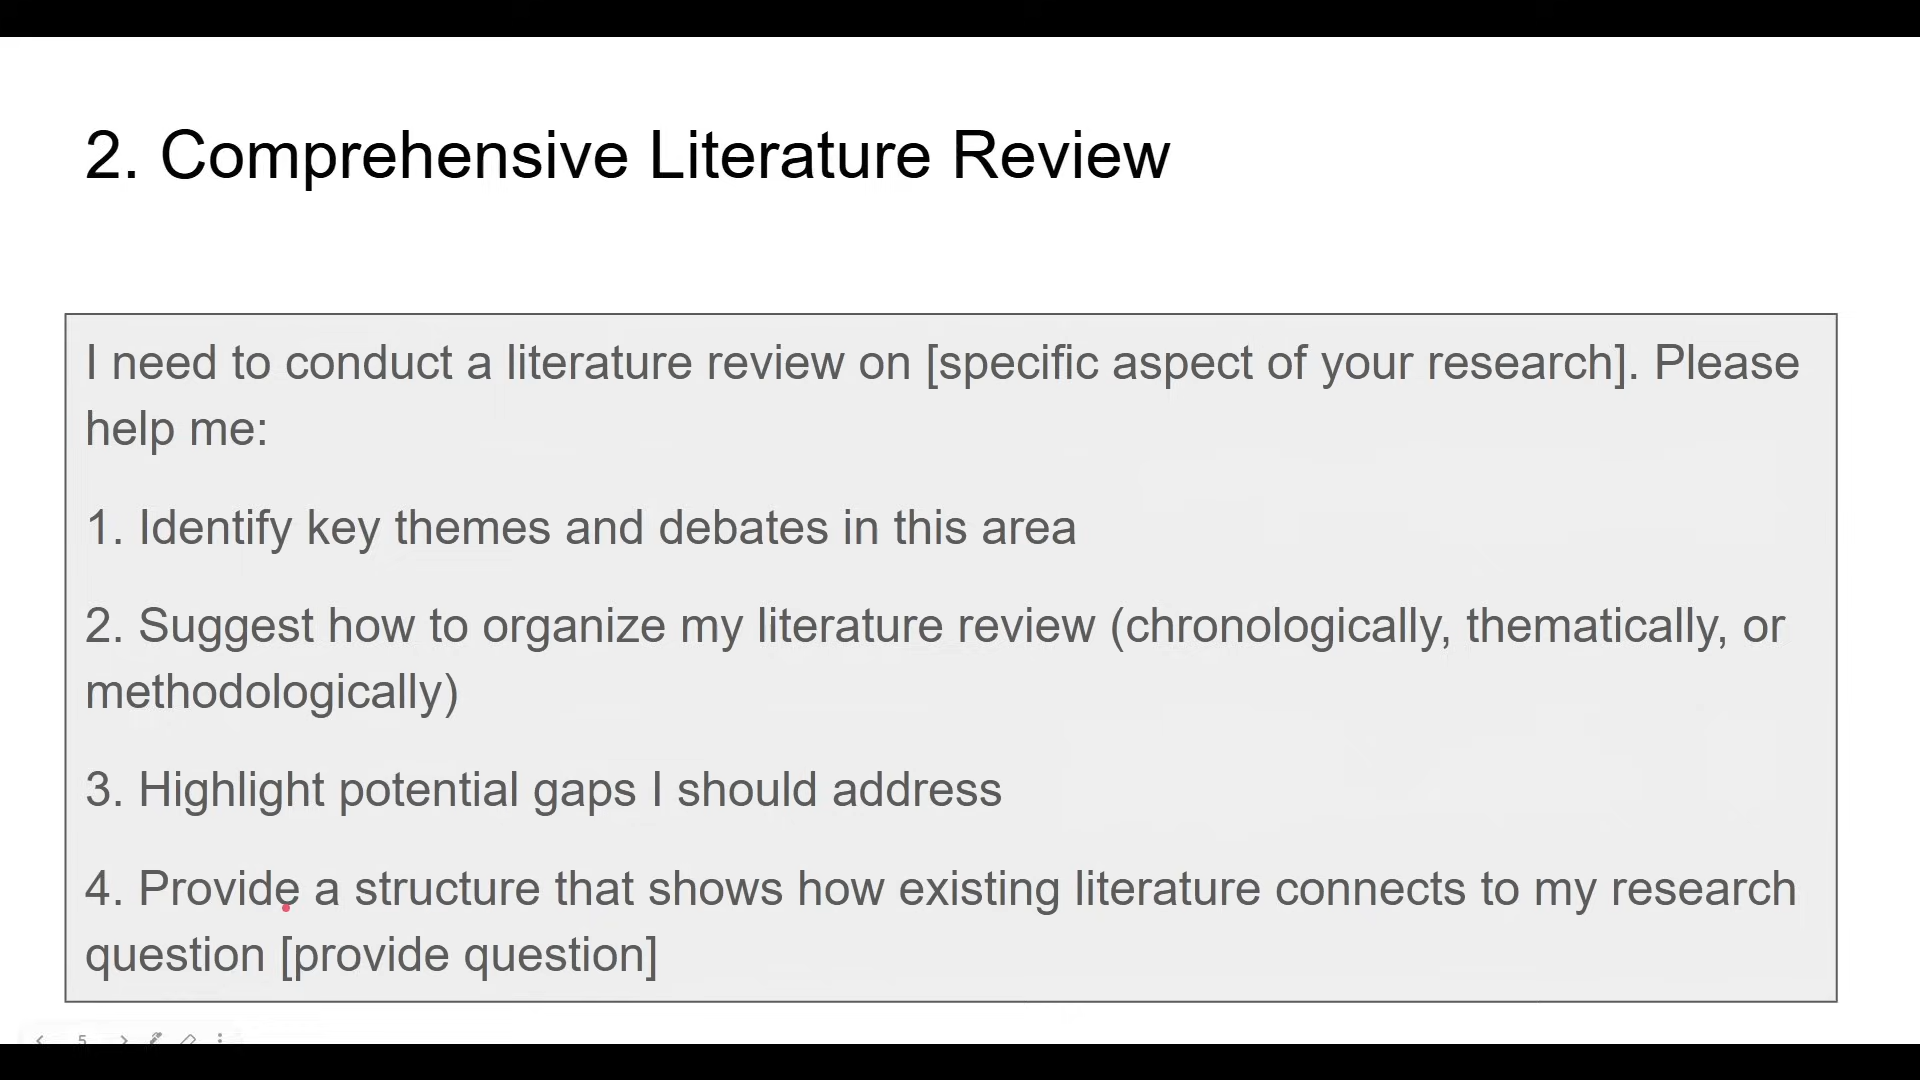 2. Comprehensive Literature Review
I need to conduct a literature review on [specific aspect of your research]. Please
help me:
1. Identify key themes and debates in this area
2. Suggest how to organize my literature review (chronologically, thematically, or
methodologically)
3. Highlight potential gaps I should address
4. Provide a structure that shows how existing literature connects to my research
question [provide question]
5